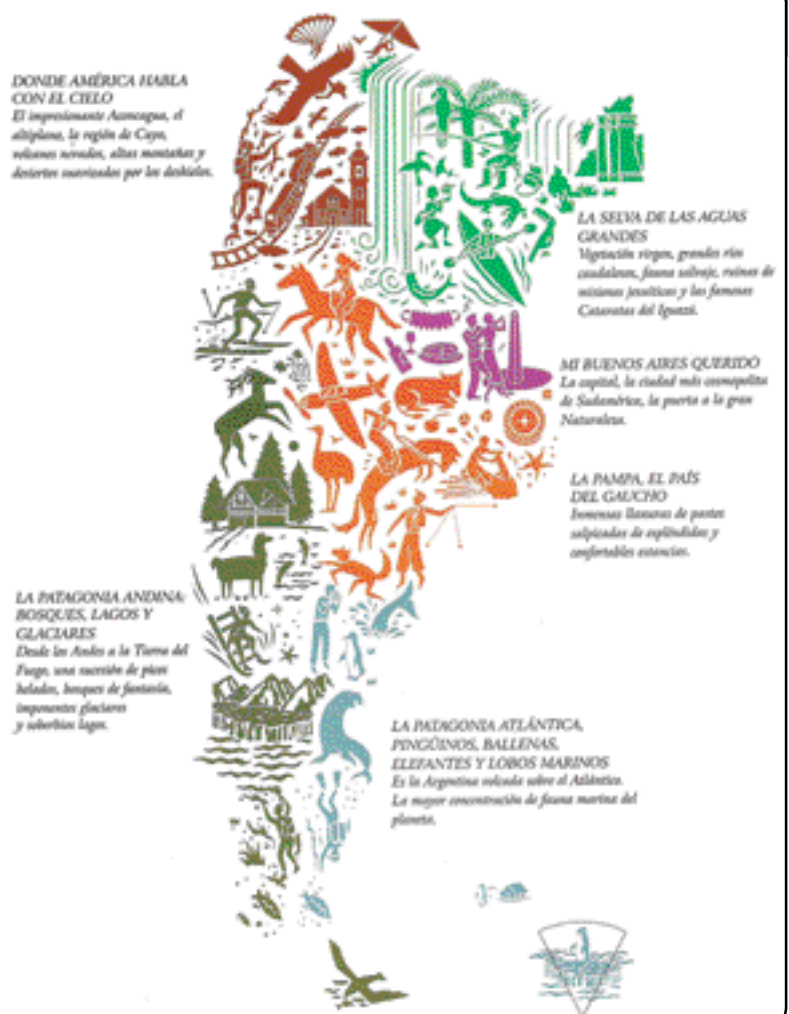 DONDE AMÉRICA HABLA
CON EL CIELO
El impresionante Aconcagua, el
altiplano, la región de Cuyo,
volcanes nevados, altas montañas y
desiertos suavizados por los deshielos.
LA SELVA DE LAS AGUAS
GRANDES
Vegetación virgen, grandes ríos
caudalosos, fauna salvaje, ruinas de
misiones jesuíticas y las famosas
Cataratas del Iguazú.
MI BUENOS AIRES QUERIDO
La capital, la ciudad más cosmopolita
de Sudamérica, la puerta a la gran
Naturaleza.
LA PAMPA, EL PAÍS
DEL GAUCHO
Inmensas llanuras de pastos
salpicadas de espléndidas y
confortables estancias.
LA PATAGONIA ANDINA:
BOSQUES, LAGOS Y
GLACIARES
Desde los Andes a la Tierra del
Fuego, una sucesión de picos
helados, bosques de fantasía,
imponentes glaciares
y soberbios lagos.
LA PATAGONIA ATLÁNTICA,
PINGÜINOS, BALLENAS,
ELEFANTES Y LOBOS MARINOS
Es la Argentina volcada sobre el Atlántico.
La mayor concentración de fauna marina del
planeta.